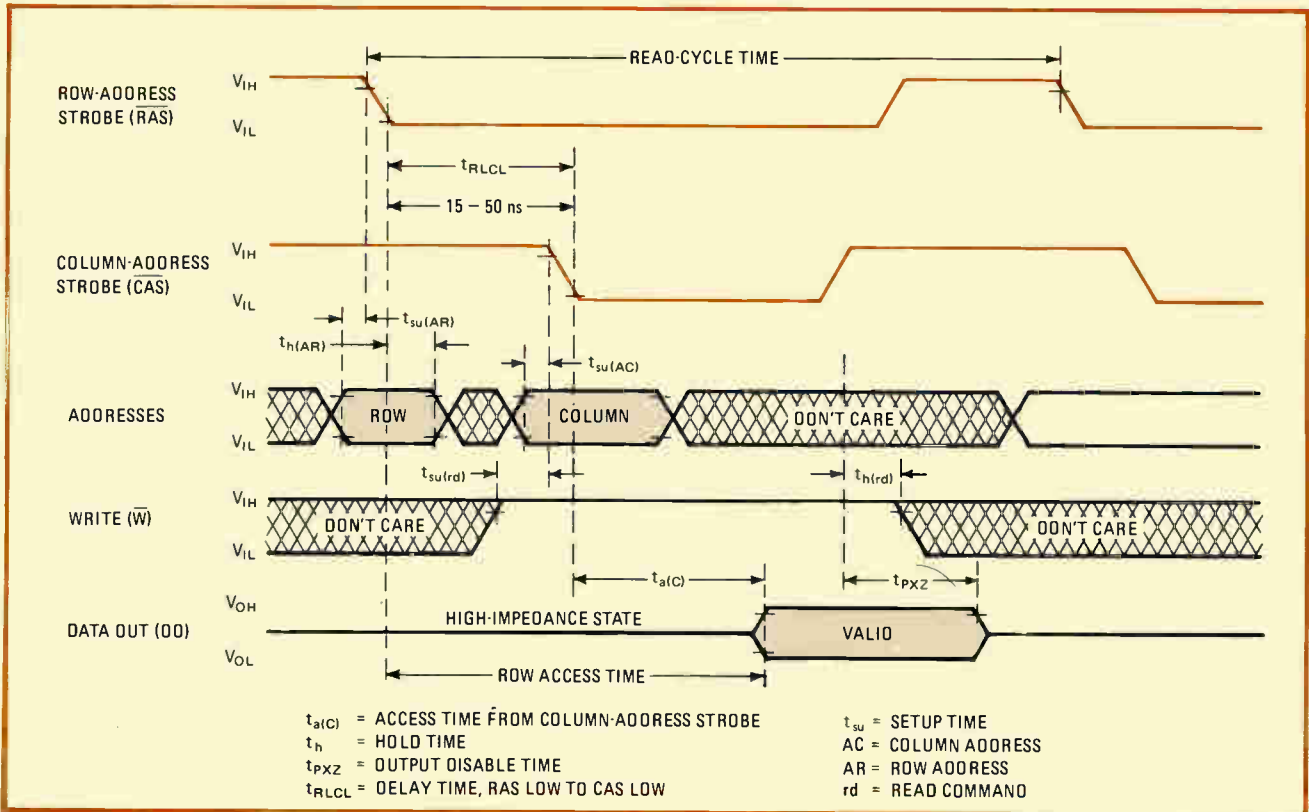 READ-CYCLE TIME
ROW-ADDRESS
STROBE (RAS)
VIH
VIL
tRLCL
15 – 50 ns
COLUMN-ADDRESS
STROBE (CAS)
VIH
VIL
tsu(AR)
th(AR)
tsu(AC)
ADDRESSES
VIH
VIL
ROW
COLUMN
DON'T CARE
tsu(rd)
th(rd)
WRITE (W)
VIH
VIL
DON'T CARE
DON'T CARE
ta(C)
tPXZ
DATA OUT (DO)
VOH
VOL
HIGH-IMPEDANCE STATE
VALID
ROW ACCESS TIME
ta(C) = ACCESS TIME FROM COLUMN-ADDRESS STROBE
th = HOLD TIME
tPXZ = OUTPUT DISABLE TIME
tRLCL = DELAY TIME, RAS LOW TO CAS LOW
tsu = SETUP TIME
AC = COLUMN ADDRESS
AR = ROW ADDRESS
rd = READ COMMAND